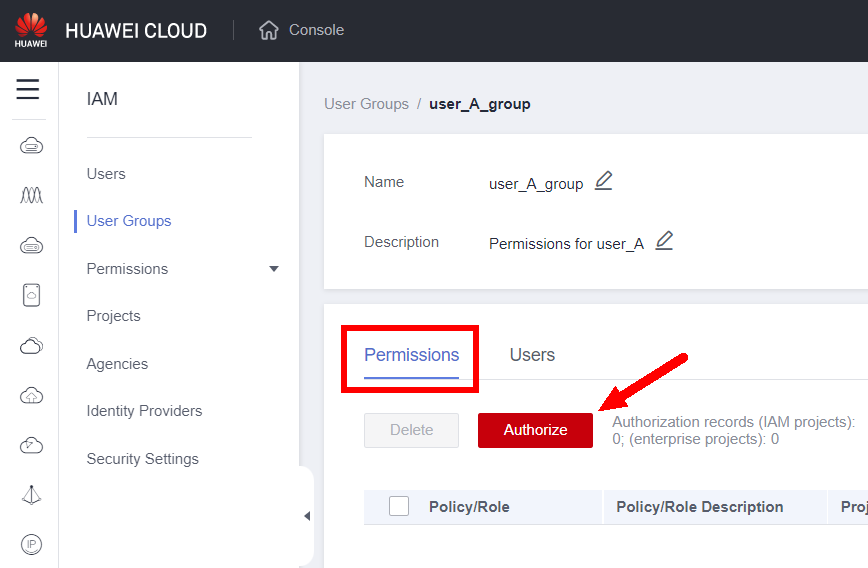 HUAWEI
HUAWEI CLOUD
Console
IAM
Users
User Groups
Permissions
Projects
Agencies
Identity Providers
Security Settings
IP
User Groups / user_A_group
Name
user_A_group
Description
Permissions for user_A
Permissions
Users
Delete
Authorize
Authorization records (IAM projects):
0; (enterprise projects): 0
Policy/Role
Policy/Role Description
Proj